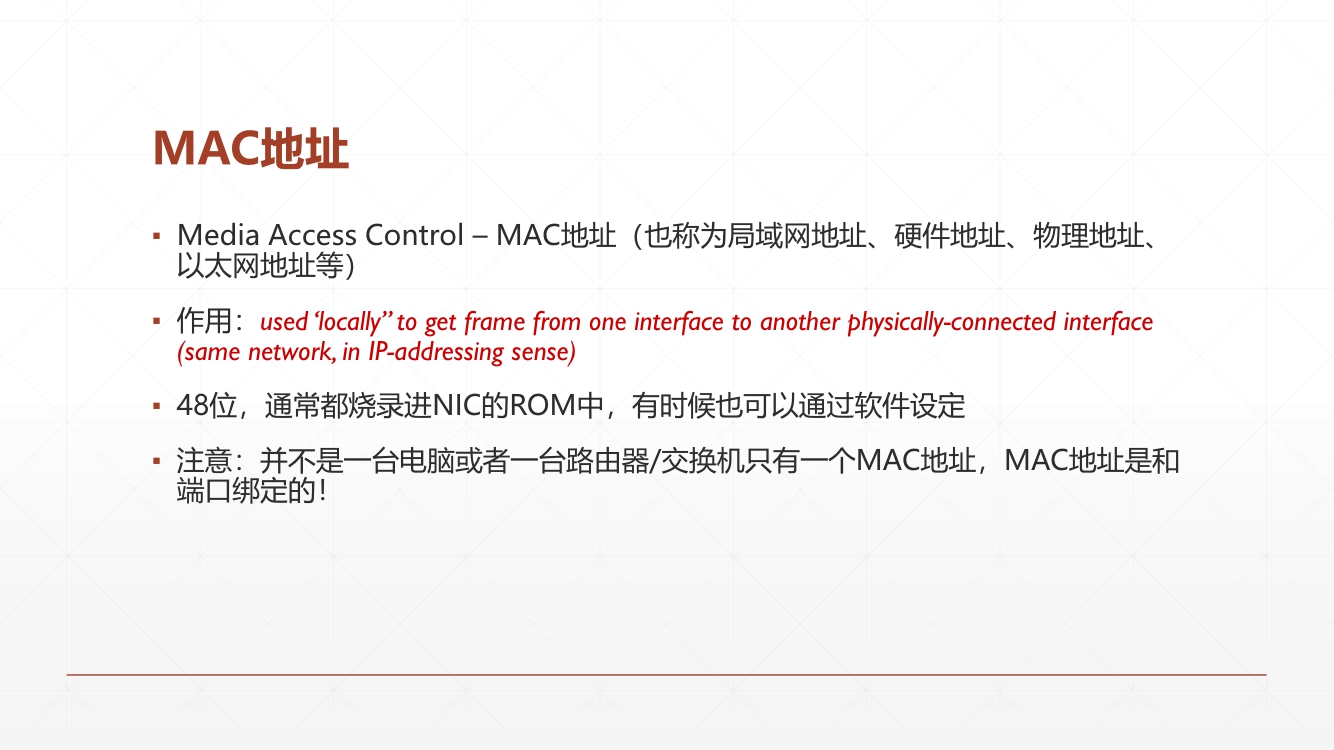 MAC地址
▪ Media Access Control – MAC地址（也称为局域网地址、硬件地址、物理地址、
以太网地址等）
▪ 作用：used ‘locally” to get frame from one interface to another physically-connected interface
(same network, in IP-addressing sense)
▪ 48位，通常都烧录进NIC的ROM中，有时候也可以通过软件设定
▪ 注意：并不是一台电脑或者一台路由器/交换机只有一个MAC地址，MAC地址是和
端口绑定的！